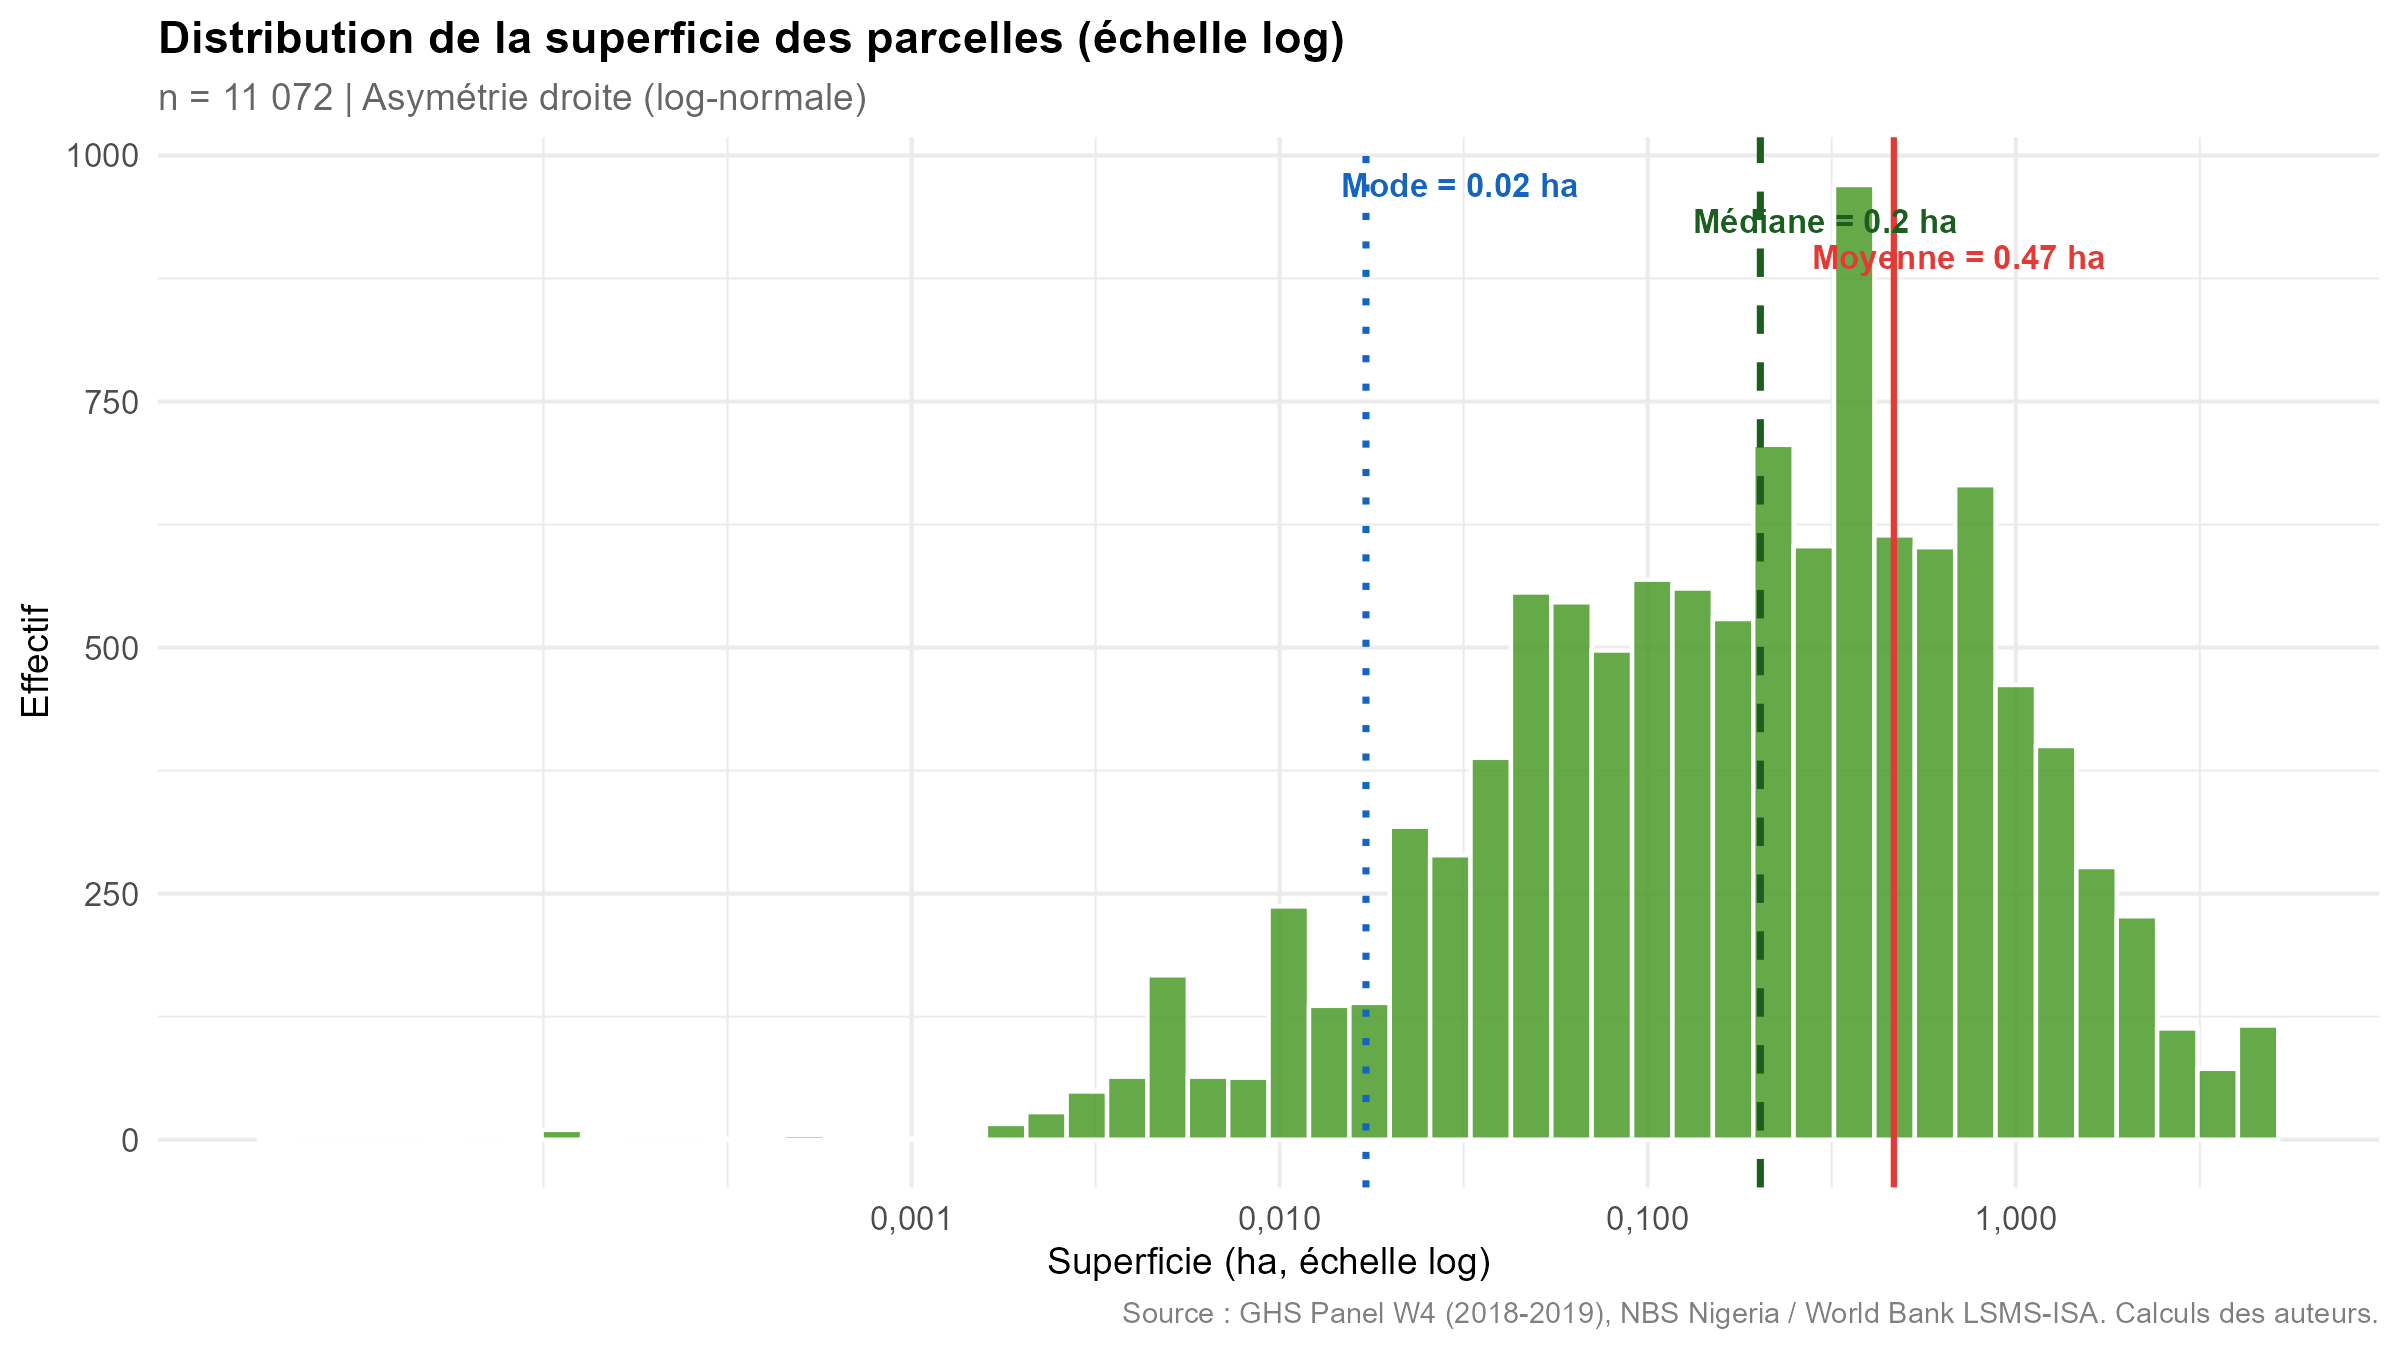 Distribution de la superficie des parcelles (échelle log)
n = 11 072 | Asymétrie droite (log-normale)
1000
750
500
250
0
Effectif
Mode = 0.02 ha
Médiane = 0.2 ha
Moyenne = 0.47 ha
0,001
0,010
0,100
1,000
Superficie (ha, échelle log)
Source : GHS Panel W4 (2018-2019), NBS Nigeria / World Bank LSMS-ISA. Calculs des auteurs.